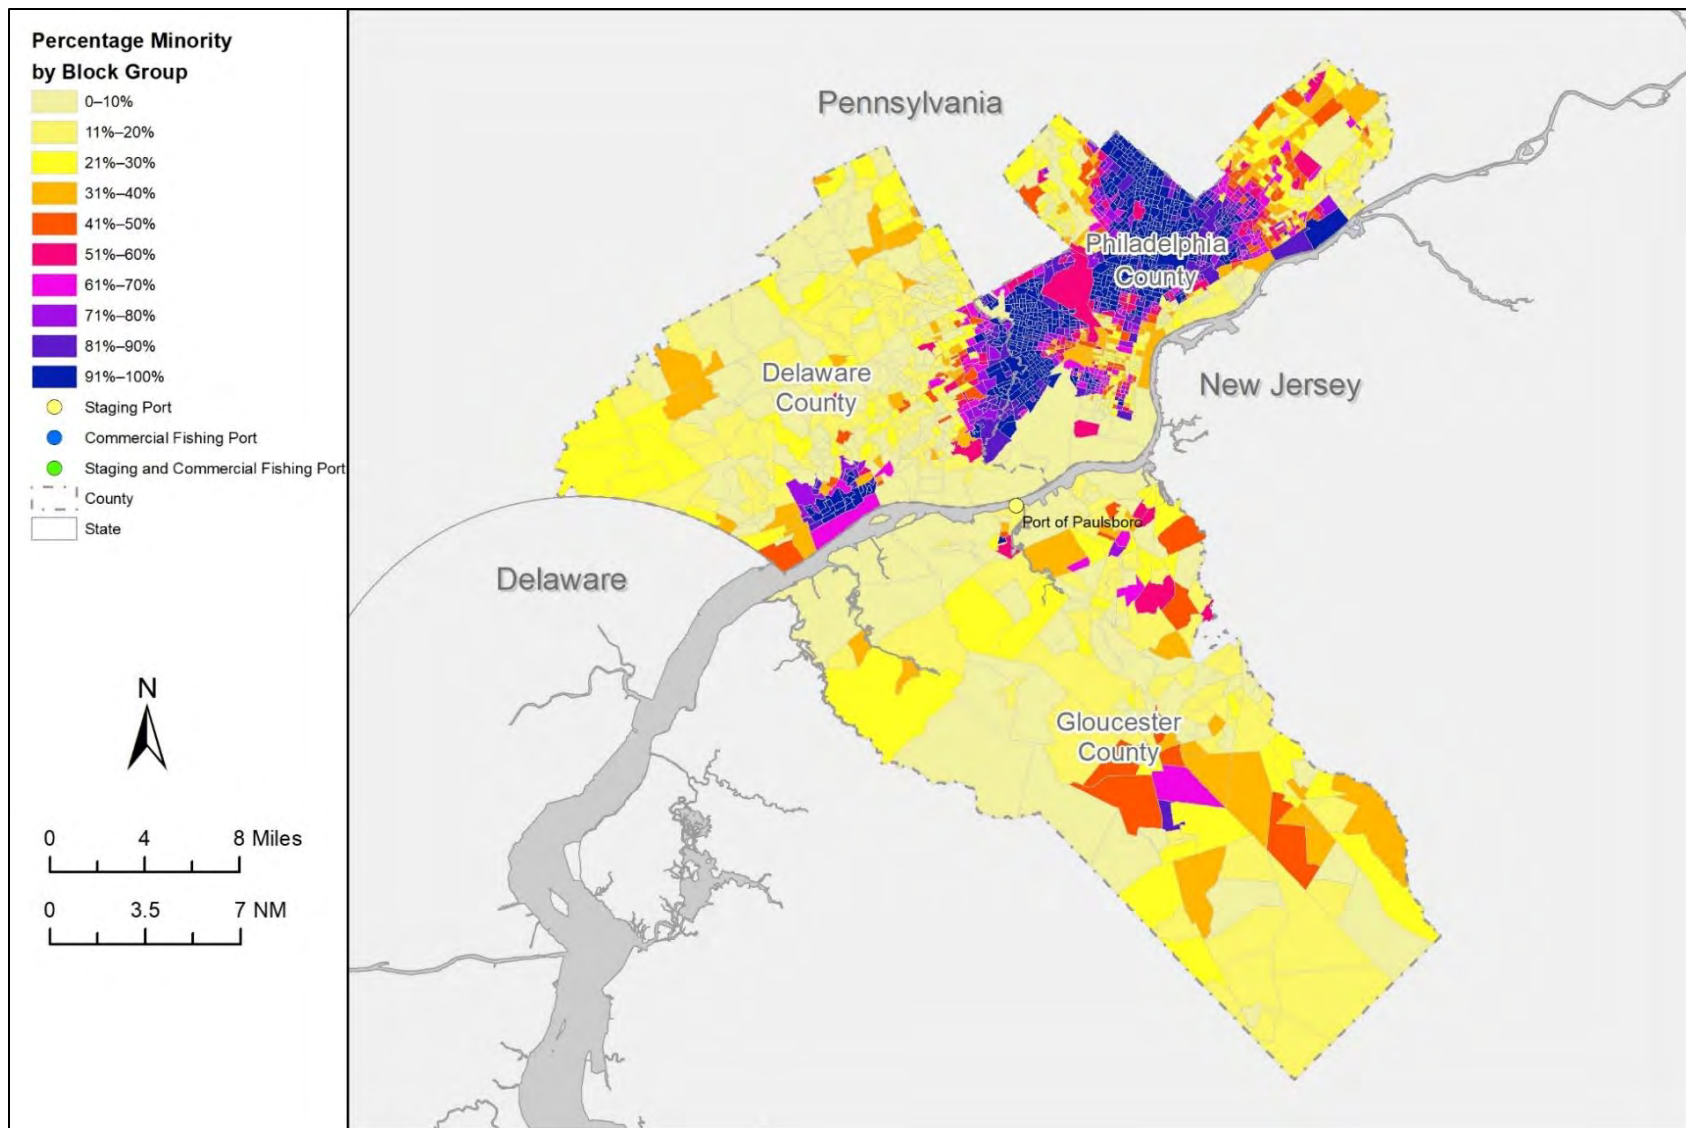 Percentage Minority
by Block Group
0–10%
11%–20%
21%–30%
31%–40%
41%–50%
51%–60%
61%–70%
71%–80%
81%–90%
91%–100%
Staging Port
Commercial Fishing Port
Staging and Commercial Fishing Port
County
State
N
0 4 8 Miles
0 3.5 7 NM
Pennsylvania
Philadelphia
County
Delaware
County
New Jersey
Port of Paulsboro
Delaware
Gloucester
County